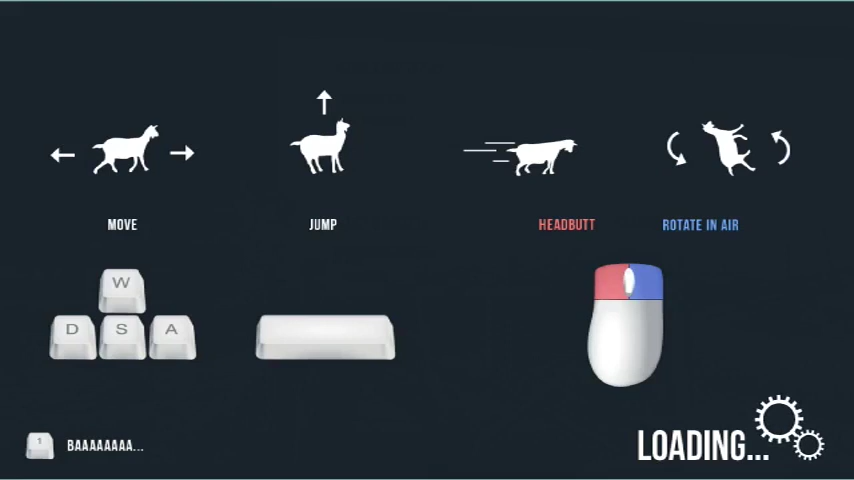 MOVE JUMP HEADBUTT ROTATE IN AIR
W
D S A
1 BAAAAAAAA...
LOADING...